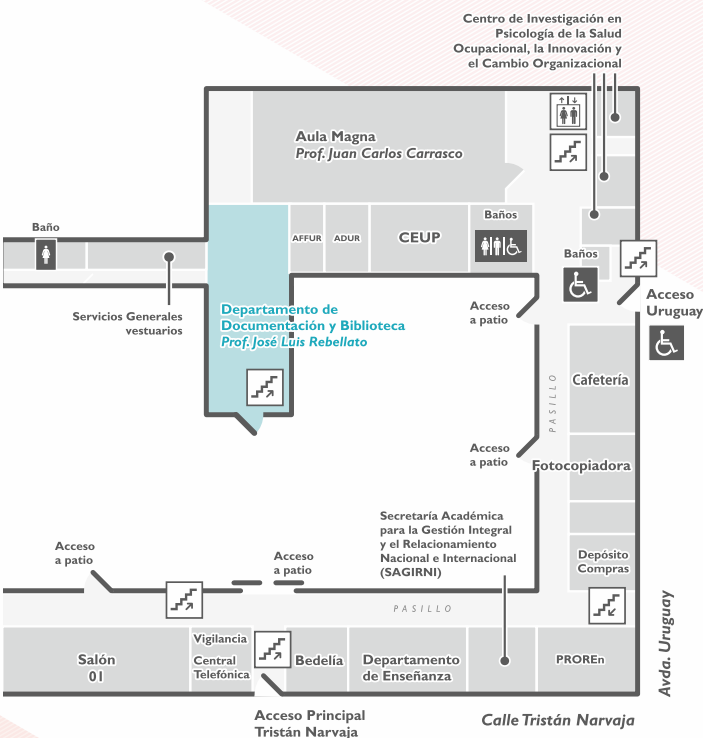 Centro de Investigación en
Psicología de la Salud
Ocupacional, la Innovación y
el Cambio Organizacional
Aula Magna
Prof. Juan Carlos Carrasco
Baño
AFFUR
ADUR
CEUP
Baños
Baños
Servicios Generales
vestuarios
Departamento de
Documentación y Biblioteca
Prof. José Luis Rebellato
Acceso
a patio
Acceso
Uruguay
Cafetería
PASILLO
Acceso
a patio
Fotocopiadora
Secretaría Académica
para la Gestión Integral
y el Relacionamiento
Nacional e Internacional
(SAGIRNI)
Acceso
a patio
Acceso
a patio
Depósito
Compras
PASILLO
Avda. Uruguay
Salón
01
Vigilancia
Central
Telefónica
Bedelía
Departamento
de Enseñanza
PROREn
Acceso Principal
Tristán Narvaja
Calle Tristán Narvaja